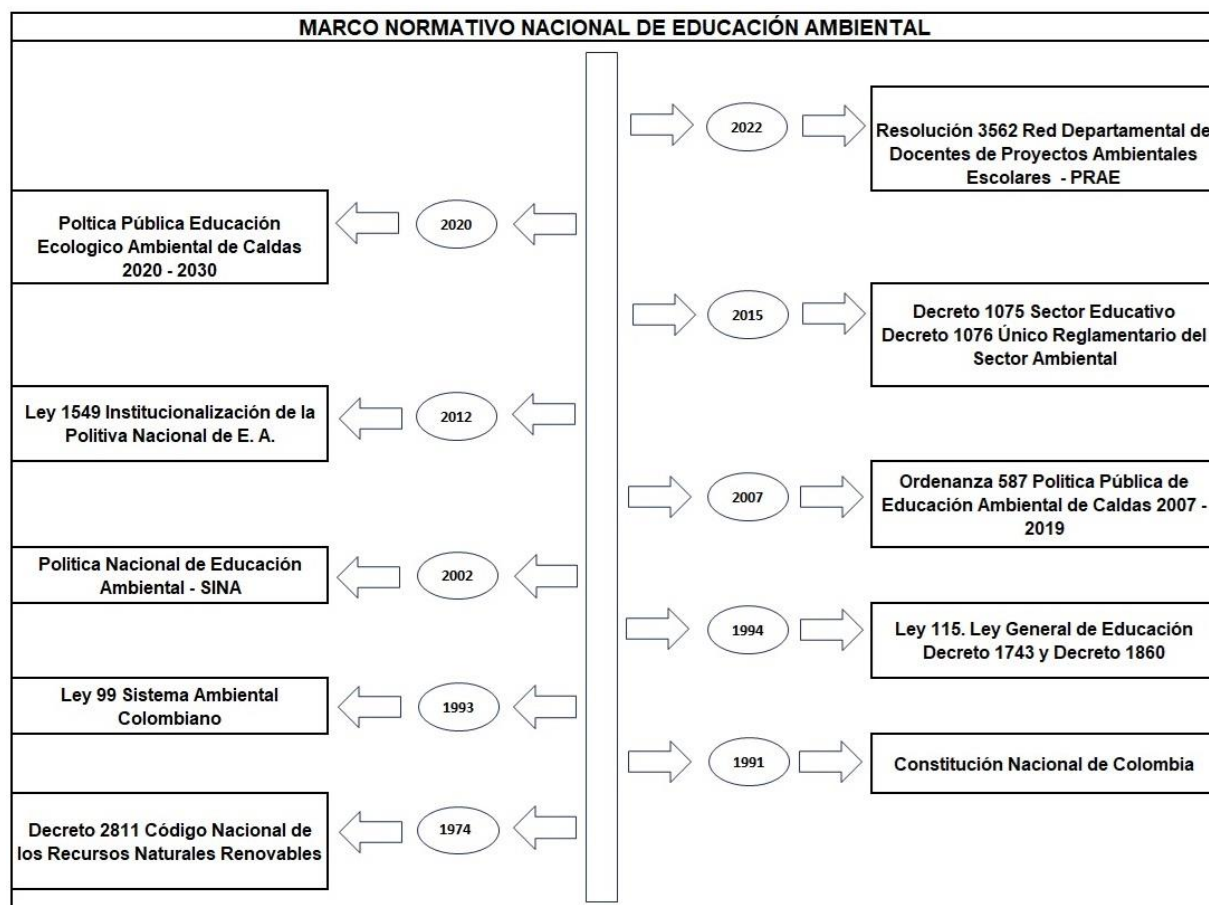 MARCO NORMATIVO NACIONAL DE EDUCACIÓN AMBIENTAL
2022
Resolución 3562 Red Departamental de
Docentes de Proyectos Ambientales
Escolares - PRAE
Poltica Pública Educación
Ecologico Ambiental de Caldas
2020 - 2030
2020
2015
Decreto 1075 Sector Educativo
Decreto 1076 Único Reglamentario del
Sector Ambiental
Ley 1549 Institucionalización de la
Politiva Nacional de E. A.
2012
2007
Ordenanza 587 Politica Pública de
Educación Ambiental de Caldas 2007 -
2019
Politica Nacional de Educación
Ambiental - SINA
2002
1994
Ley 115. Ley General de Educación
Decreto 1743 y Decreto 1860
Ley 99 Sistema Ambiental
Colombiano
1993
1991
Constitución Nacional de Colombia
Decreto 2811 Código Nacional de
los Recursos Naturales Renovables
1974